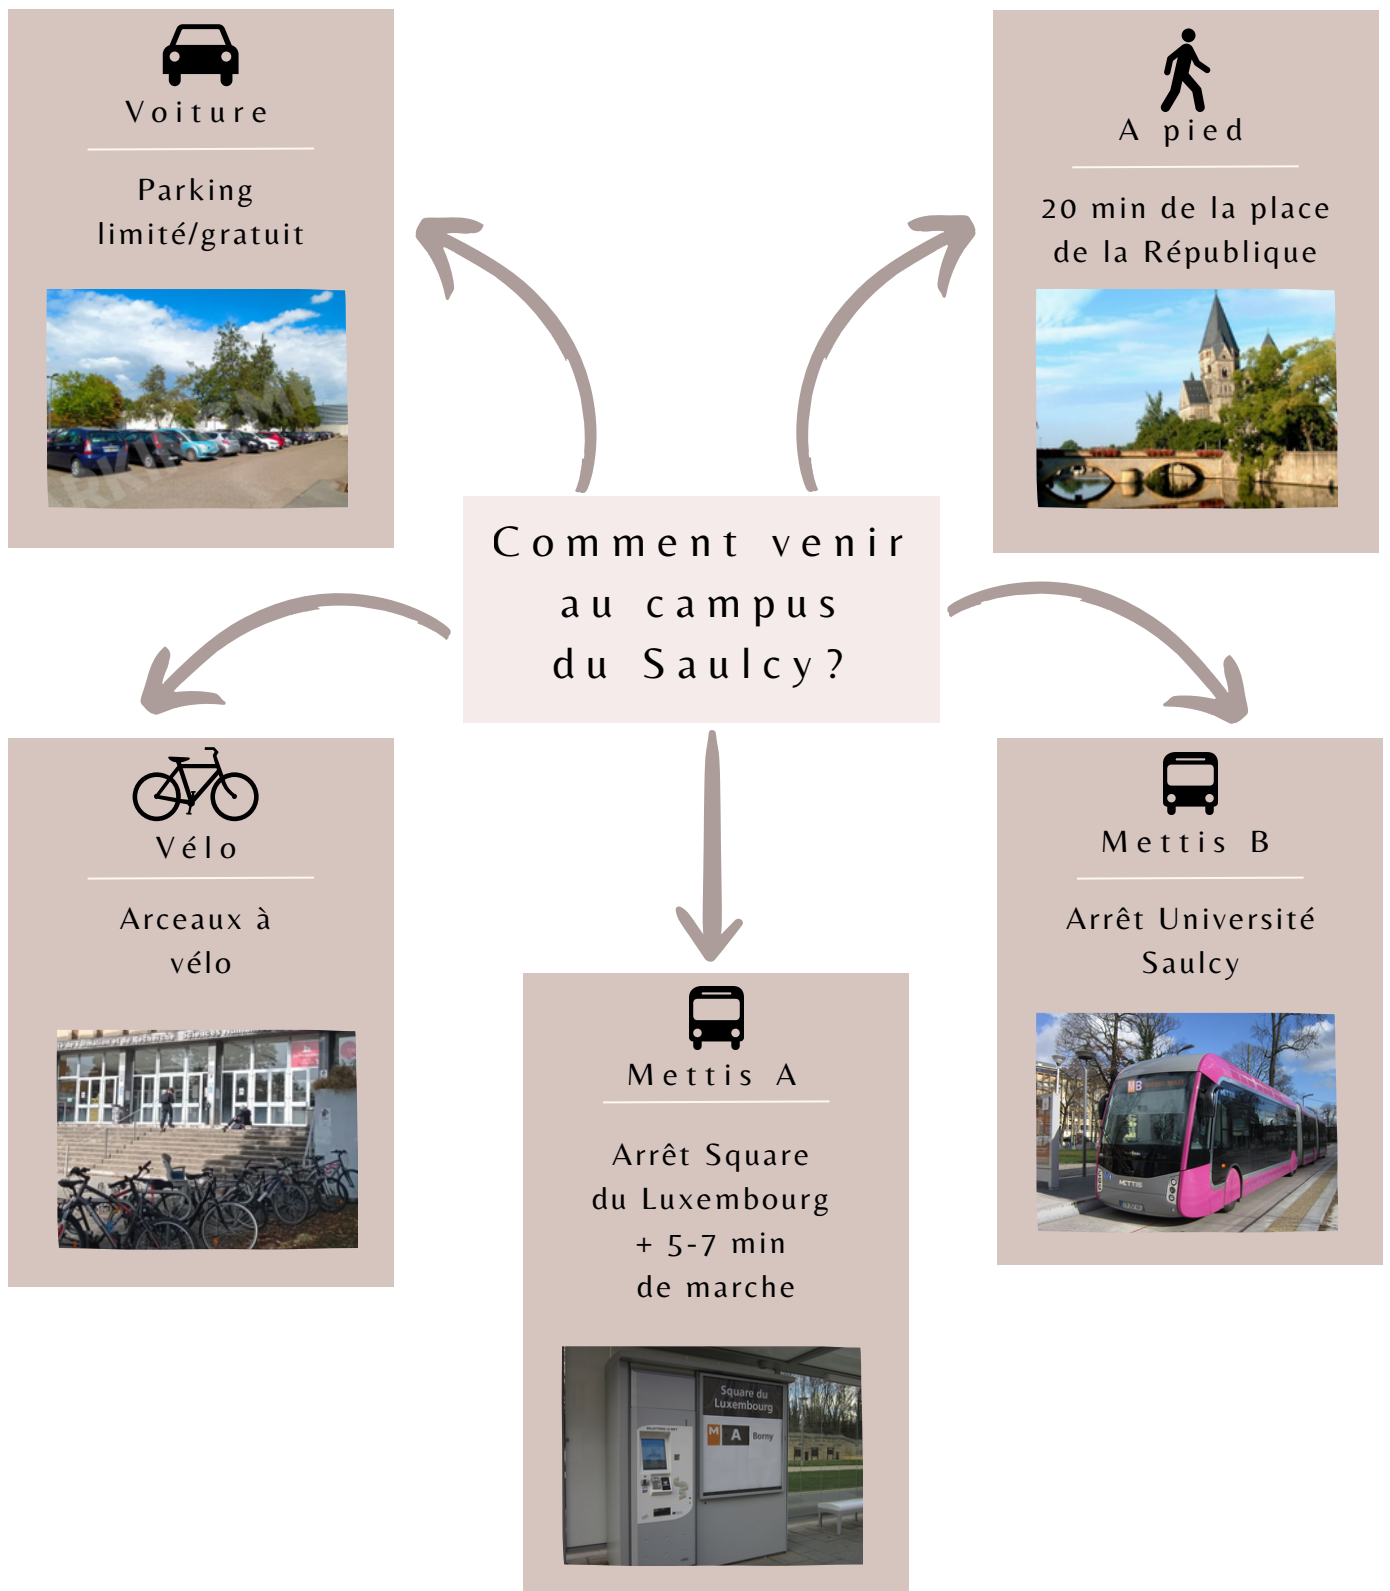 Voiture
Parking
limité/gratuit
A pied
20 min de la place
de la République
Comment venir
au campus
du Saulcy?
Vélo
Arceaux à
vélo
Mettis A
Arrêt Square
du Luxembourg
+ 5-7 min
de marche
Square du
Luxembourg
M A Borny
Mettis B
Arrêt Université
Saulcy
MB
METTIS